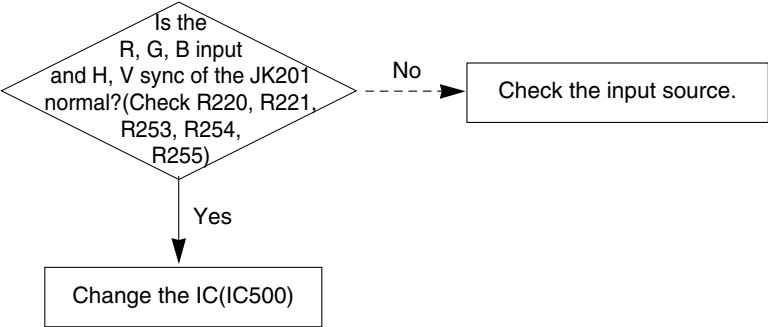 Is the
R, G, B input
and H, V sync of the JK201
normal?(Check R220, R221,
R253, R254,
R255)
No
Check the input source.
Yes
Change the IC(IC500)